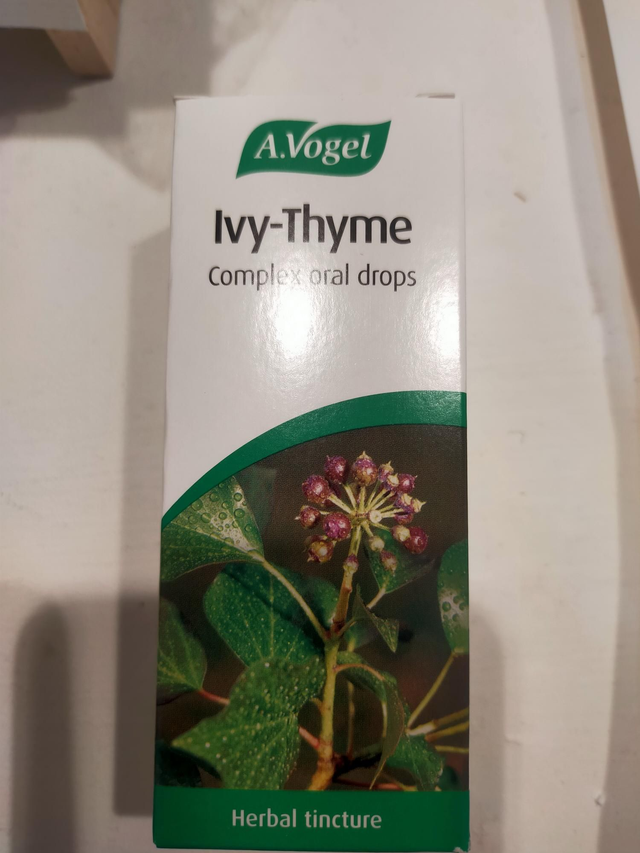 A.Vogel
Ivy-Thyme
Complex oral drops
Herbal tincture